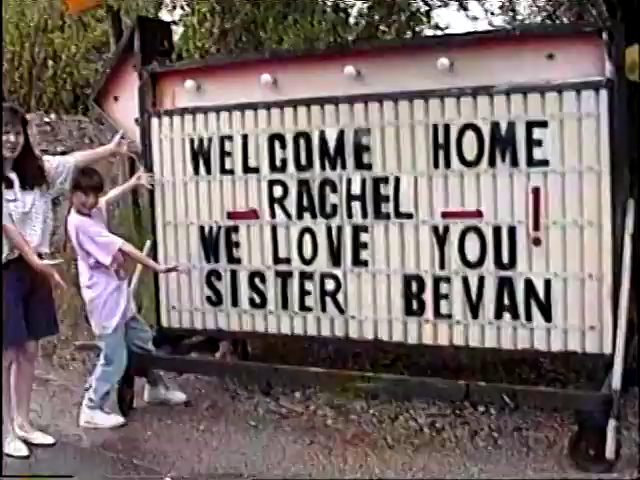 WELCOME HOME
_ RACHEL _ !
WE LOVE YOU
SISTER BEVAN